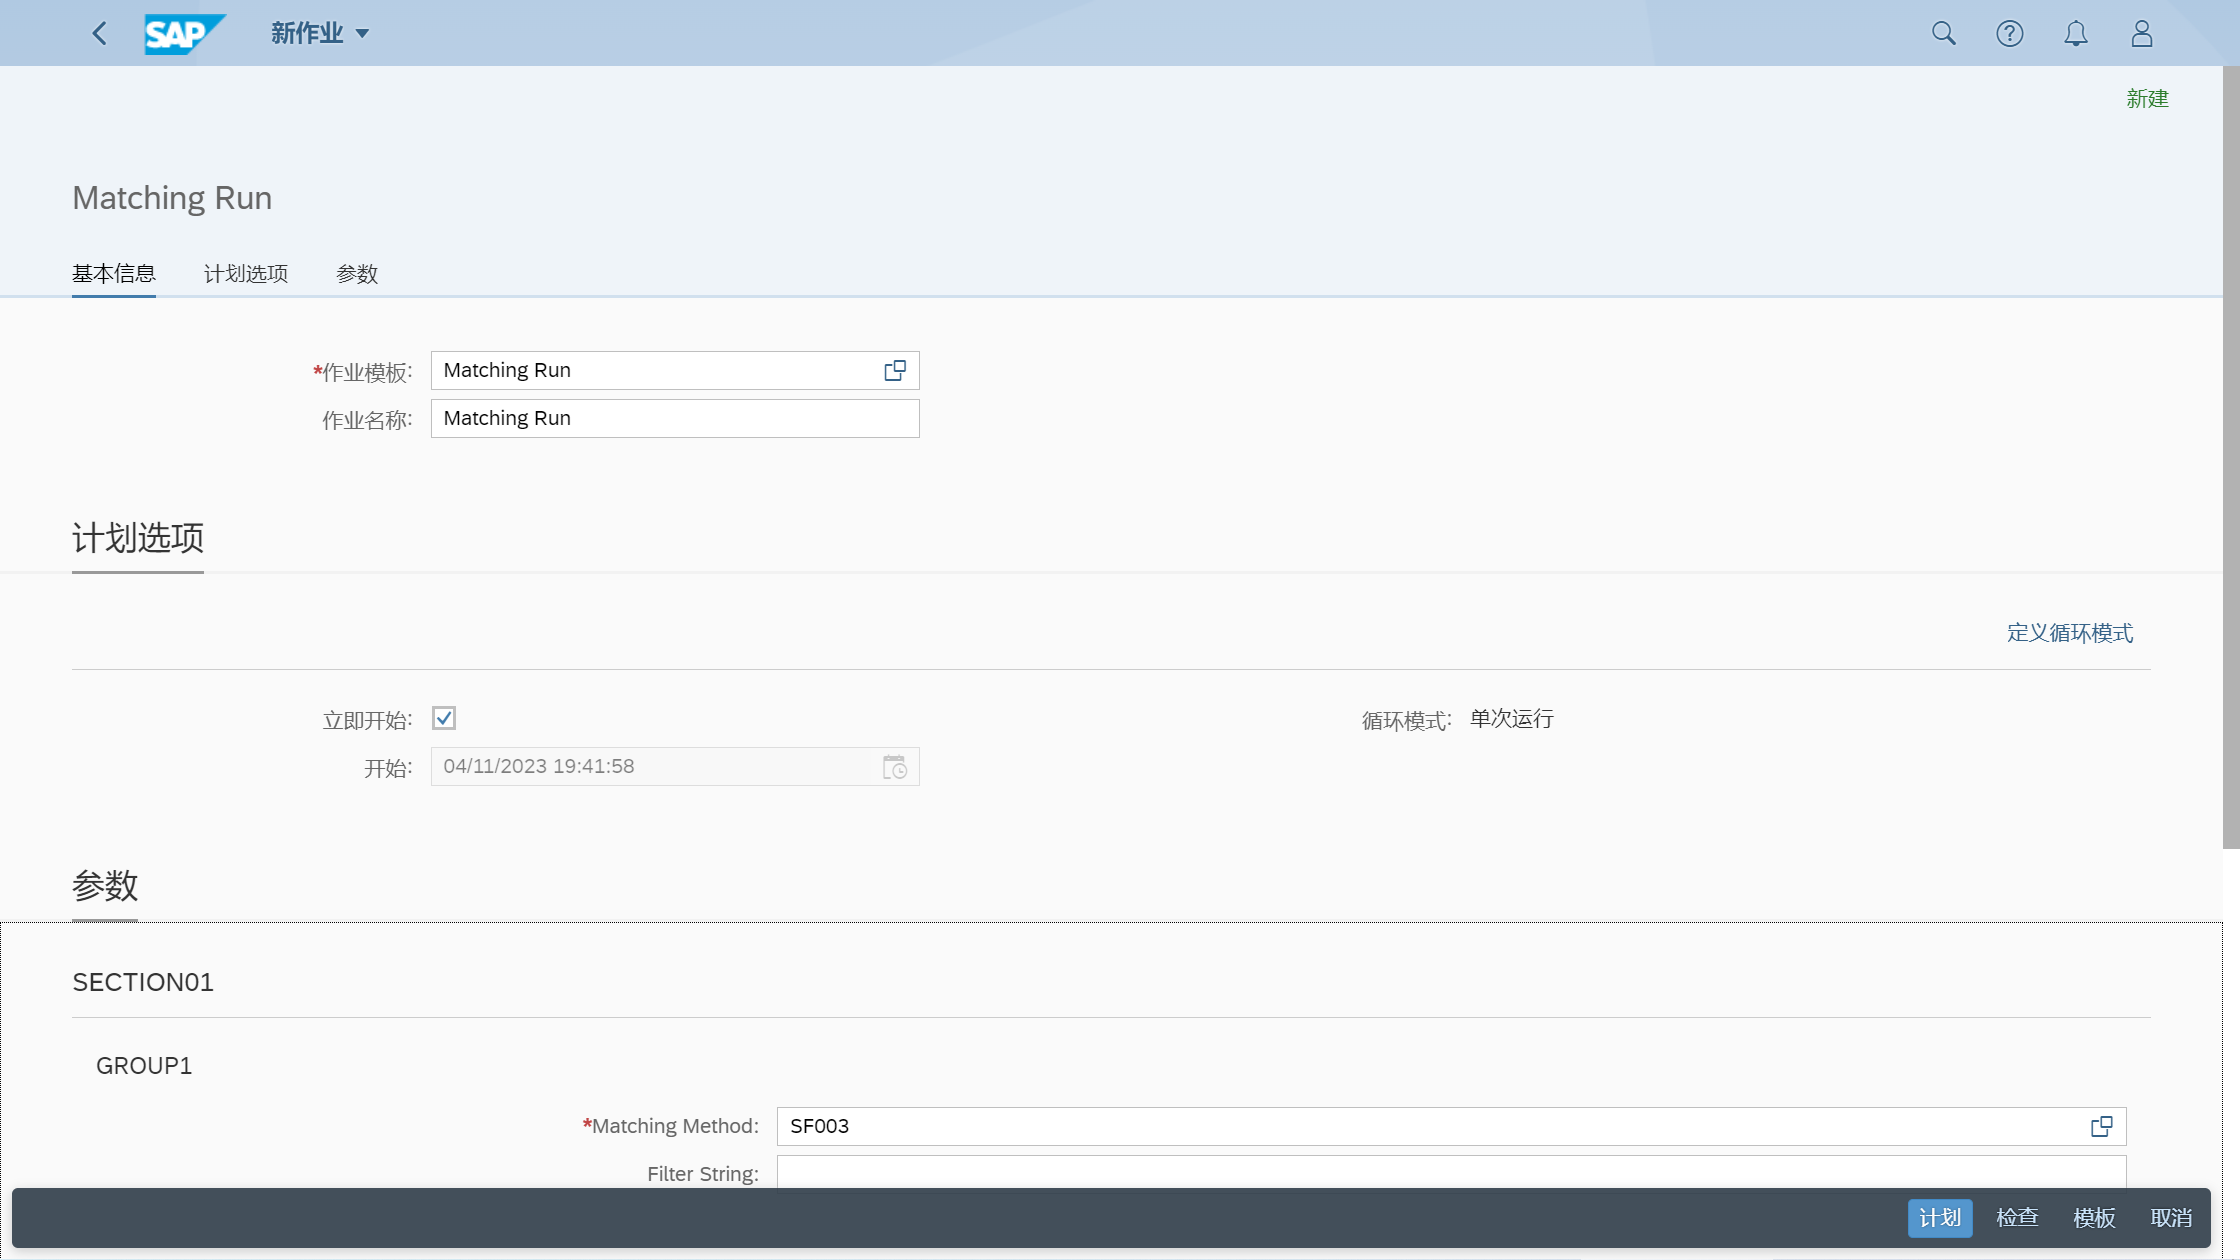 SAP 新作业
新建
Matching Run
基本信息 计划选项 参数
*作业模板: Matching Run
作业名称: Matching Run
计划选项
定义循环模式
立即开始: 循环模式: 单次运行
开始: 04/11/2023 19:41:58
参数
SECTION01
GROUP1
*Matching Method: SF003
Filter String:
计划 检查 模板 取消